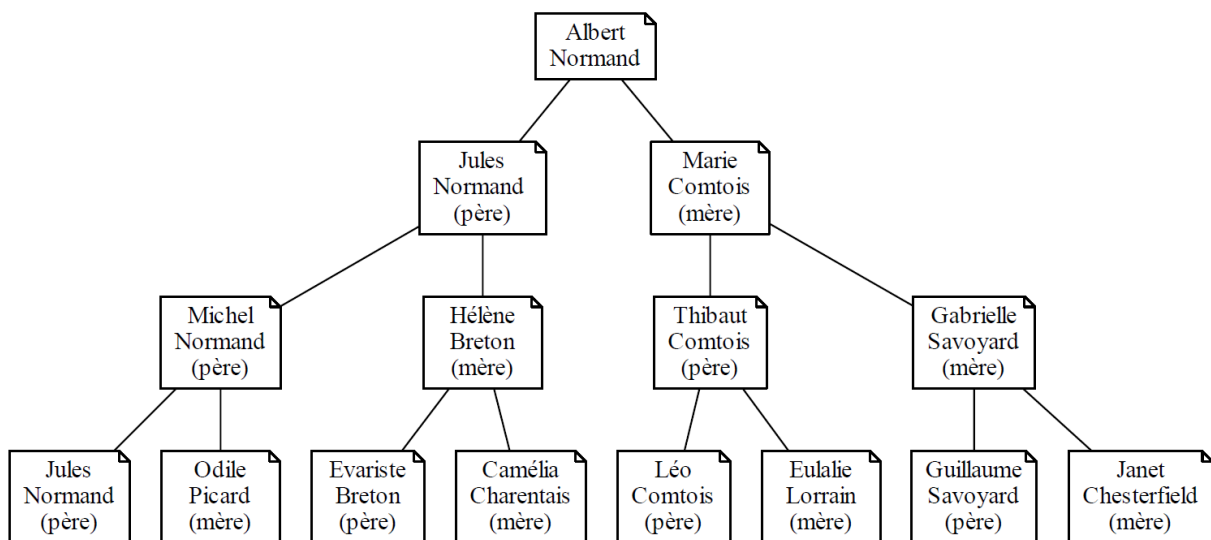 Albert
Normand
Jules
Normand
(père)
Marie
Comtois
(mère)
Michel
Normand
(père)
Hélène
Breton
(mère)
Thibaut
Comtois
(père)
Gabrielle
Savoyard
(mère)
Jules
Normand
(père)
Odile
Picard
(mère)
Evariste
Breton
(père)
Camélia
Charentais
(mère)
Léo
Comtois
(père)
Eulalie
Lorrain
(mère)
Guillaume
Savoyard
(père)
Janet
Chesterfield
(mère)